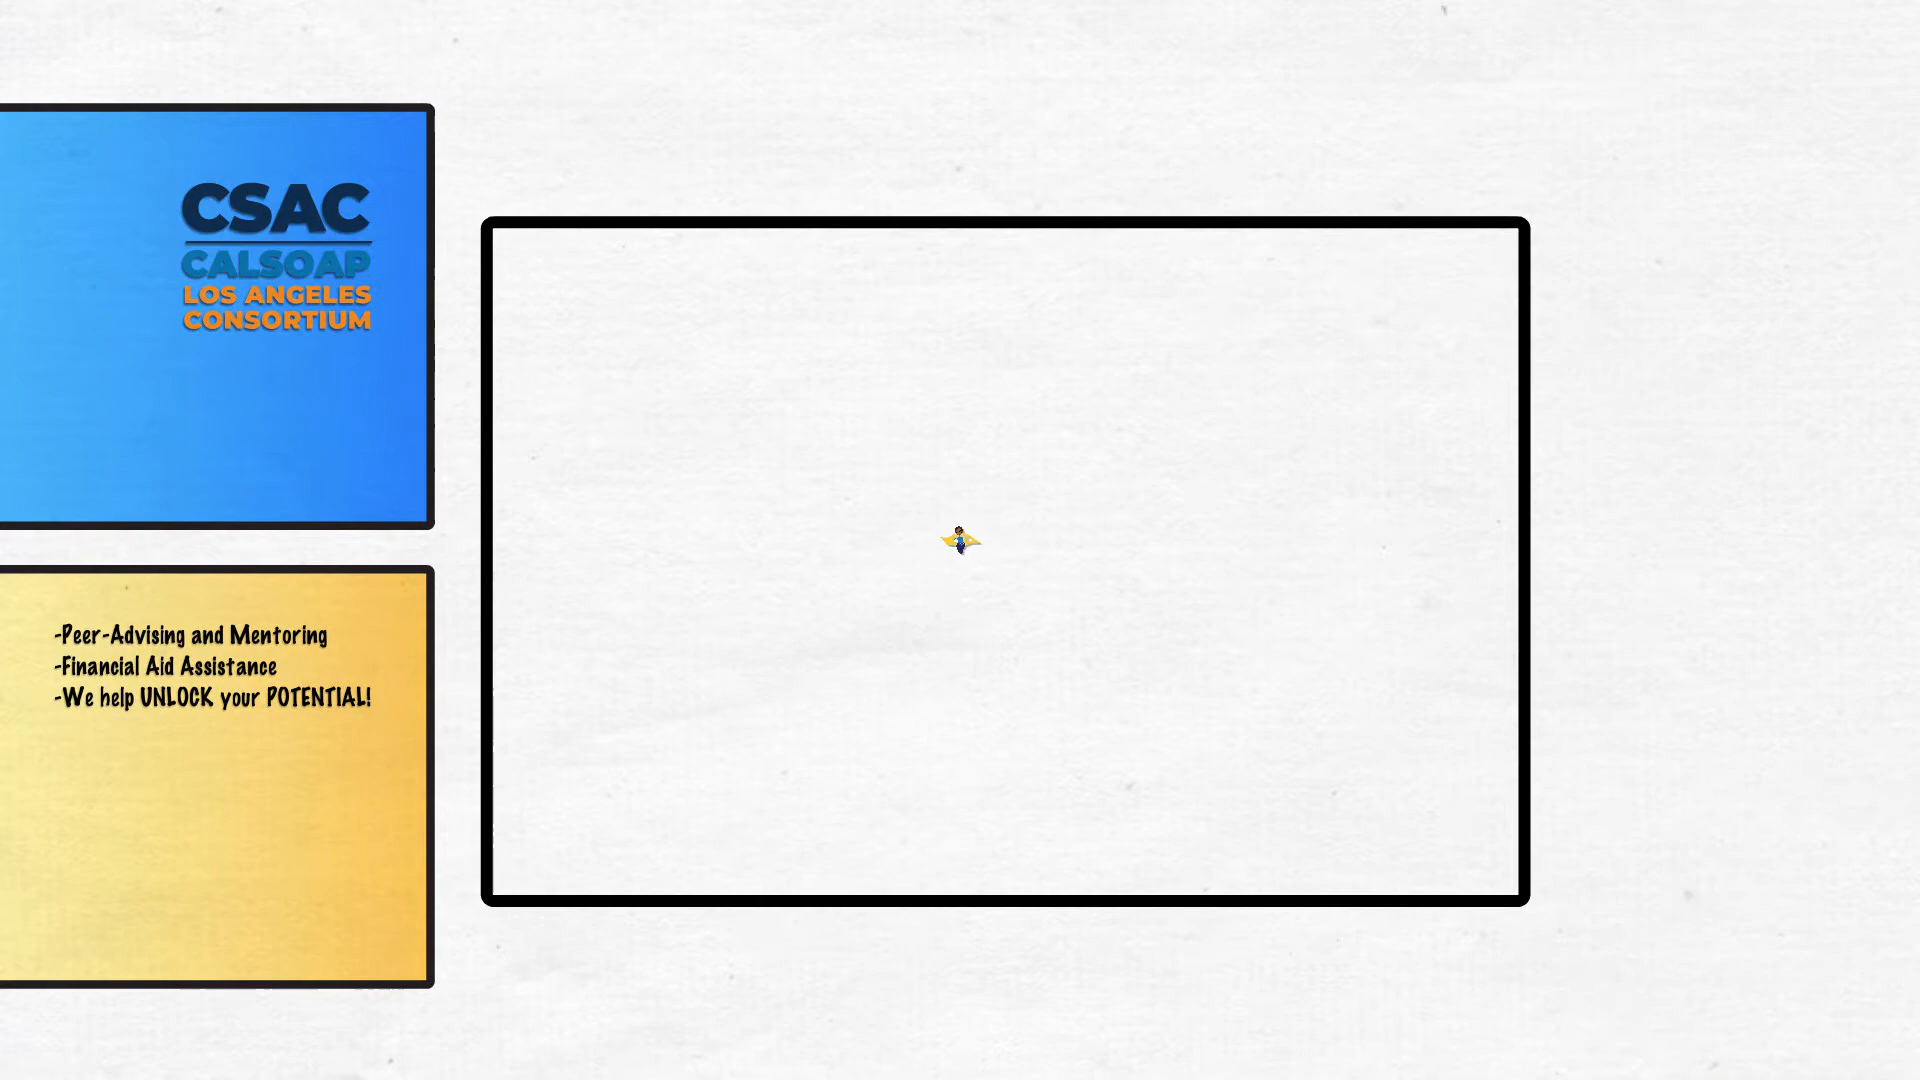 CSAC
CALSOAP
LOS ANGELES
CONSORTIUM
-Peer-Advising and Mentoring
-Financial Aid Assistance
-We help UNLOCK your POTENTIAL!